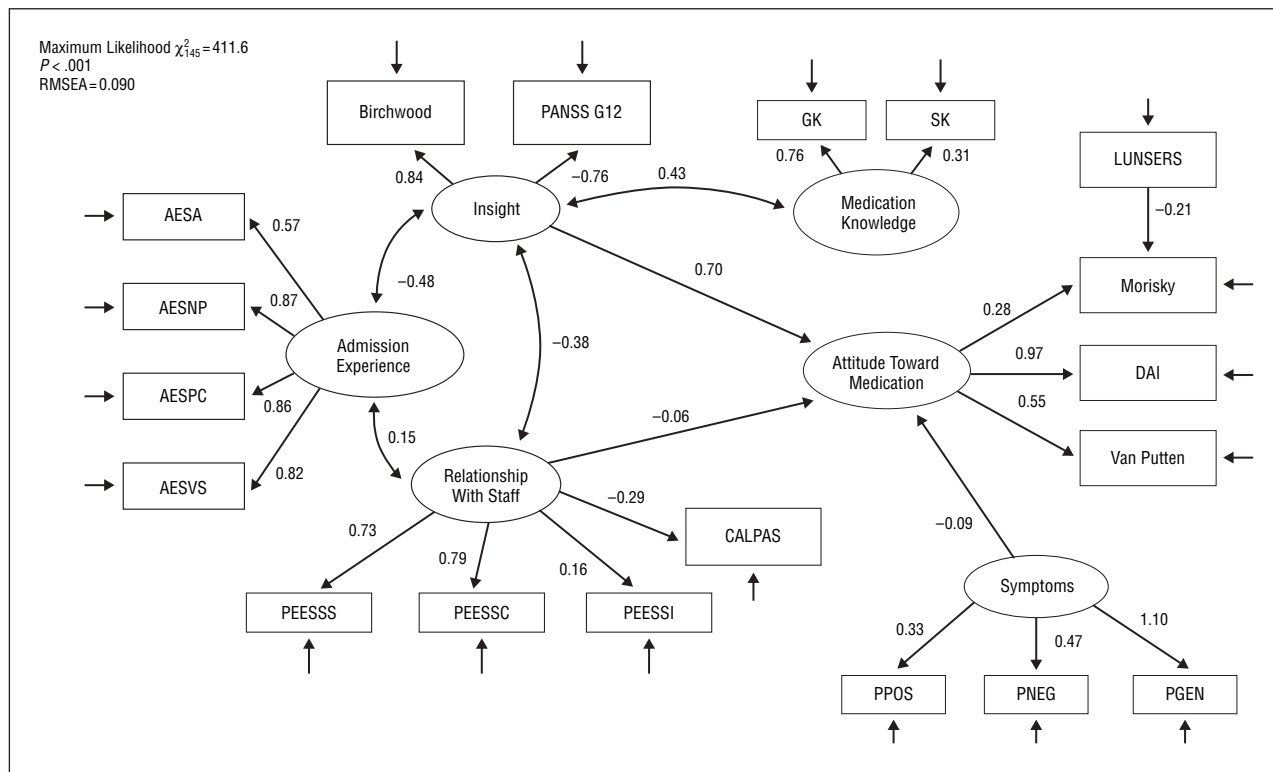 Maximum Likelihood χ²₁₄₅=411.6
P < .001
RMSEA=0.090
Birchwood
PANSS G12
GK
SK
LUNSERS
0.84
−0.76
0.43
0.76
0.31
Insight
Medication
Knowledge
−0.21
AESA
0.57
−0.48
0.70
Morisky
AESNP
0.87
0.28
Admission
Experience
−0.38
Attitude Toward
Medication
0.97
DAI
AESPC
0.86
0.55
−0.06
0.15
Van Putten
AESVS
0.82
Relationship
With Staff
−0.29
−0.09
CALPAS
0.73
0.79
0.16
Symptoms
PEESSS
PEESSC
PEESSI
0.33
0.47
1.10
PPOS
PNEG
PGEN